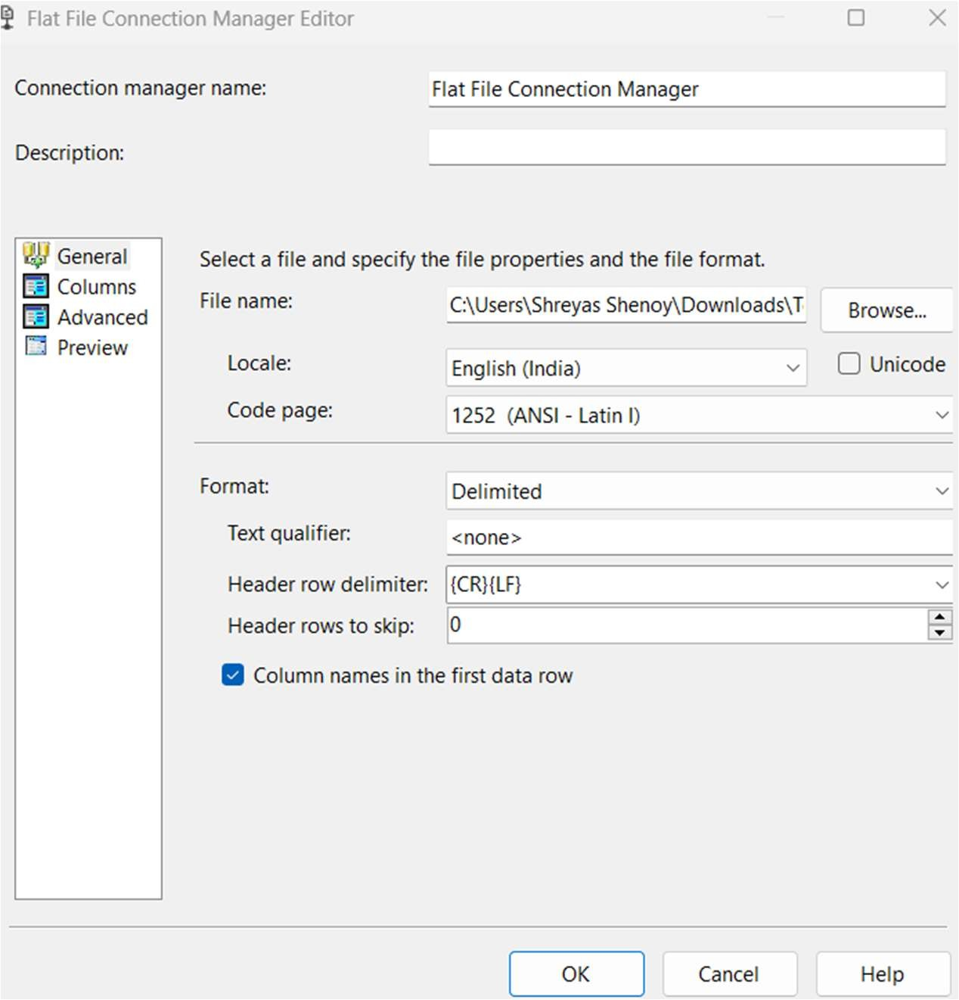 Flat File Connection Manager Editor
Connection manager name: Flat File Connection Manager
Description:
General
Columns
Advanced
Preview
Select a file and specify the file properties and the file format.
File name: C:\Users\Shreyas Shenoy\Downloads\T Browse...
Locale: English (India) Unicode
Code page: 1252 (ANSI - Latin I)
Format: Delimited
Text qualifier: <none>
Header row delimiter: {CR}{LF}
Header rows to skip: 0
Column names in the first data row
OK Cancel Help